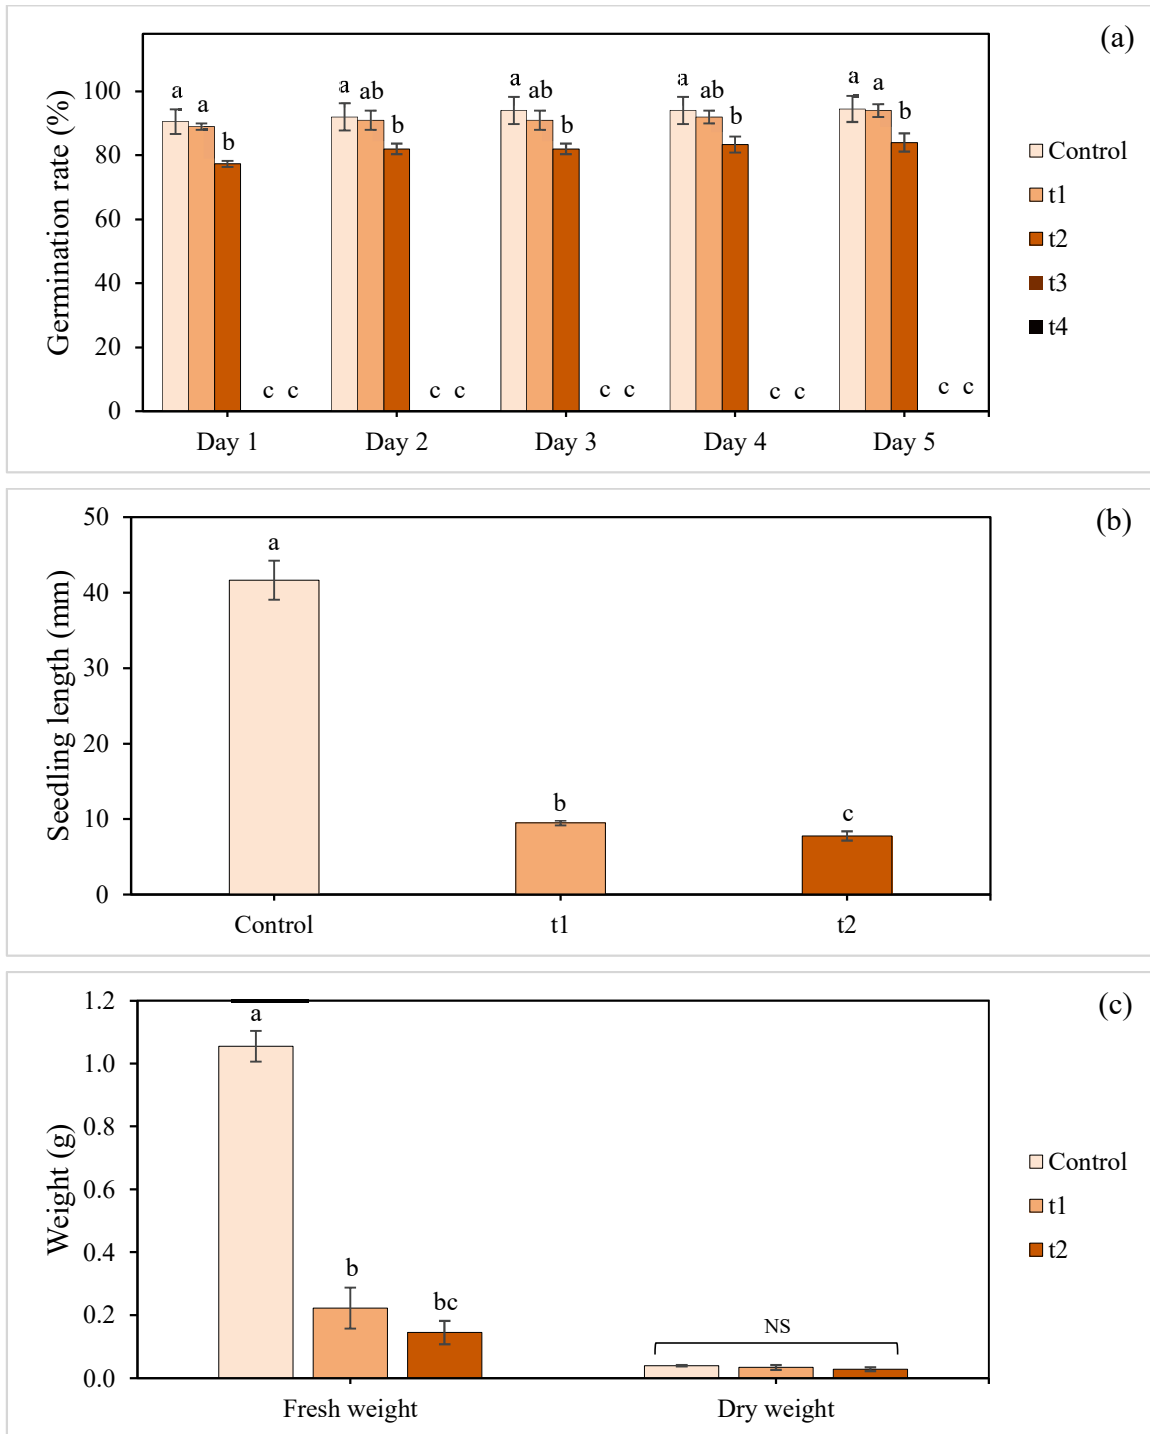 (a)
Germination rate (%)
100
80
60
40
20
0
a a b c c
a ab b c c
a ab b c c
a ab b c c
a a b c c
Day 1 Day 2 Day 3 Day 4 Day 5
Control
t1
t2
t3
t4
(b)
Seedling length (mm)
50
40
30
20
10
0
a
b
c
Control t1 t2
(c)
Weight (g)
1.2
1.0
0.8
0.6
0.4
0.2
0.0
a
b
bc
NS
Fresh weight Dry weight
Control
t1
t2